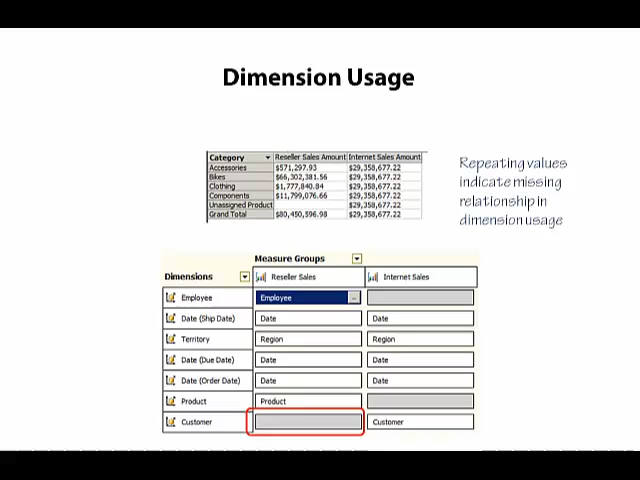 Dimension Usage
Category Reseller Sales Amount Internet Sales Amount
Accessories $571,297.93 $29,358,677.22
Bikes $66,302,381.56 $29,358,677.22
Clothing $1,777,840.84 $29,358,677.22
Components $11,799,076.66 $29,358,677.22
Unassigned Product $29,358,677.22
Grand Total $80,450,596.98 $29,358,677.22
Repeating values
indicate missing
relationship in
dimension usage
Measure Groups
Dimensions Reseller Sales Internet Sales
Employee Employee ...
Date (Ship Date) Date Date
Territory Region Region
Date (Due Date) Date Date
Date (Order Date) Date Date
Product Product
Customer Customer